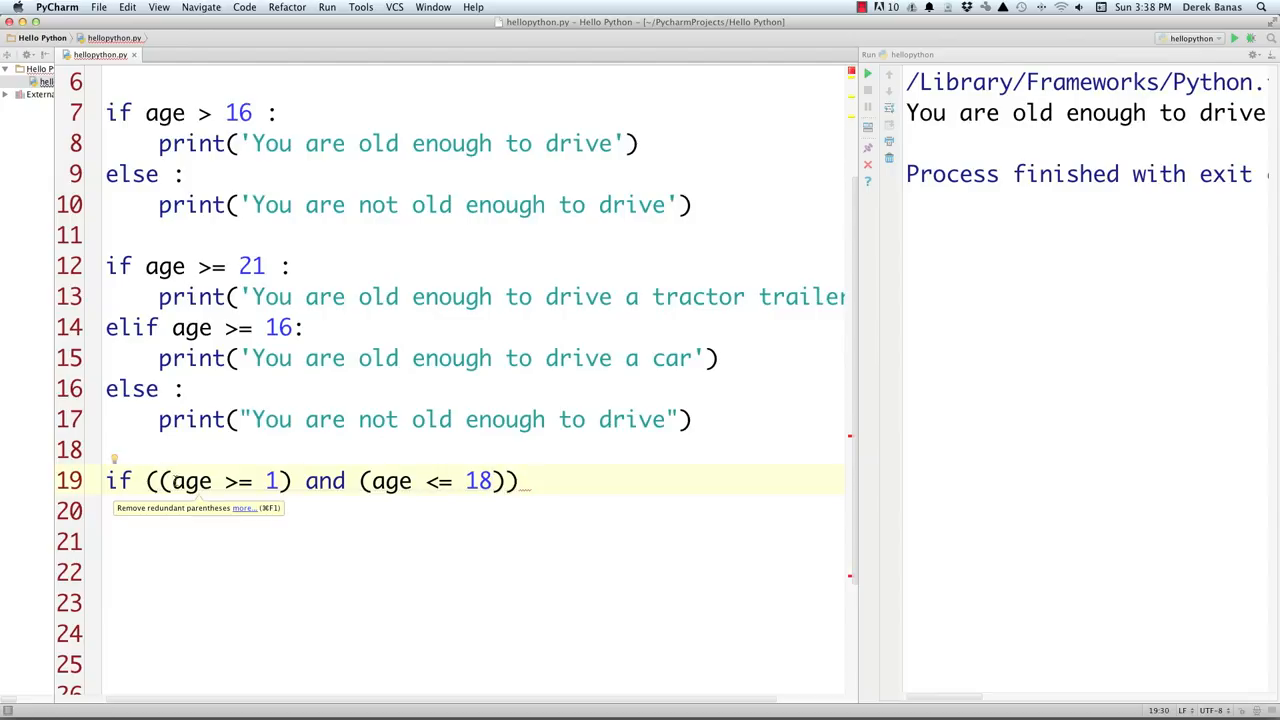 PyCharm File Edit View Navigate Code Refactor Run Tools VCS Window Help 10 Sun 3:38 PM Derek Banas
hellopython.py – Hello Python – [~/PycharmProjects/Hello Python]
Hello Python hellopython.py hellopython
hellopython.py Run hellopython
Hello Py
hell
Externa
6
7 if age > 16 :
8 print('You are old enough to drive')
9 else :
10 print('You are not old enough to drive')
11
12 if age >= 21 :
13 print('You are old enough to drive a tractor trailer
14 elif age >= 16:
15 print('You are old enough to drive a car')
16 else :
17 print("You are not old enough to drive")
18
19 if ((age >= 1) and (age <= 18))
Remove redundant parentheses more... (⌘F1)
20
21
22
23
24
25
26
/Library/Frameworks/Python.
You are old enough to drive
Process finished with exit
19:30 LF UTF-8